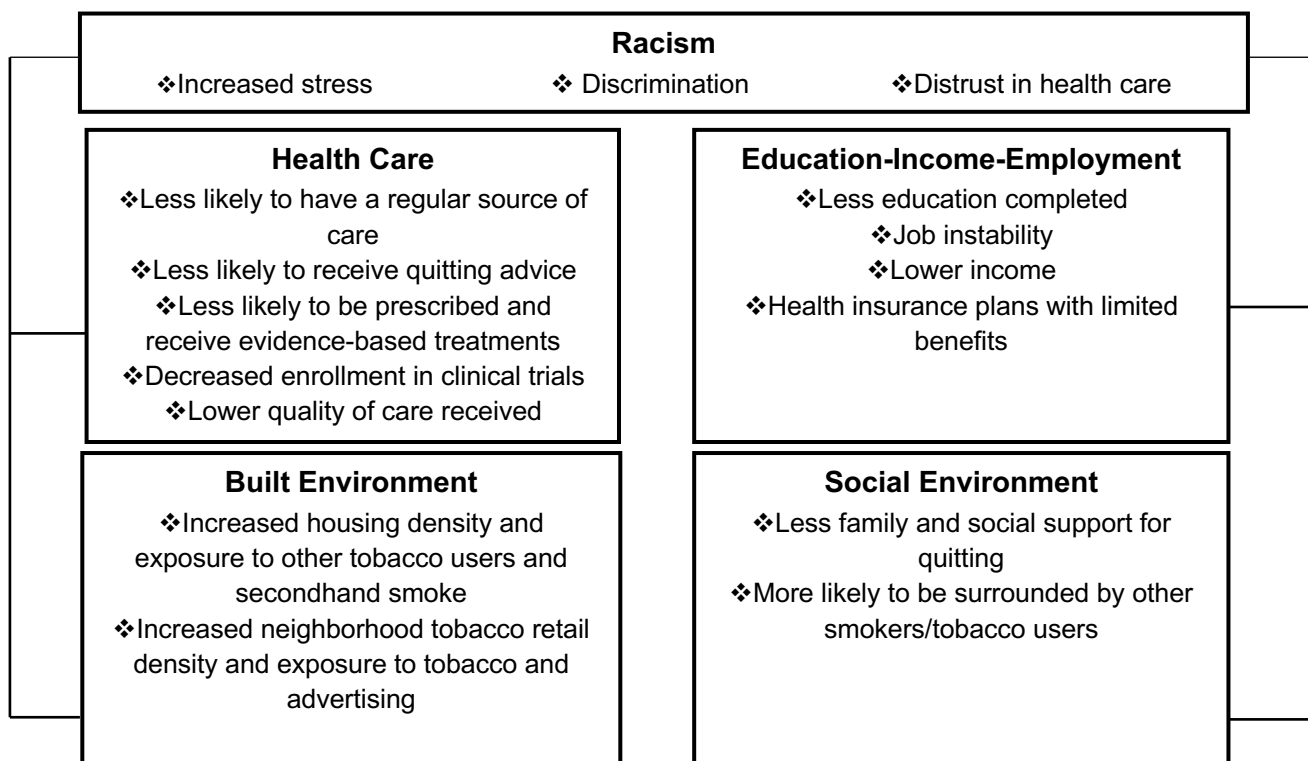 Racism
❖Increased stress ❖ Discrimination ❖Distrust in health care
Health Care
❖Less likely to have a regular source of
care
❖Less likely to receive quitting advice
❖Less likely to be prescribed and
receive evidence-based treatments
❖Decreased enrollment in clinical trials
❖Lower quality of care received
Education-Income-Employment
❖Less education completed
❖Job instability
❖Lower income
❖Health insurance plans with limited
benefits
Built Environment
❖Increased housing density and
exposure to other tobacco users and
secondhand smoke
❖Increased neighborhood tobacco retail
density and exposure to tobacco and
advertising
Social Environment
❖Less family and social support for
quitting
❖More likely to be surrounded by other
smokers/tobacco users